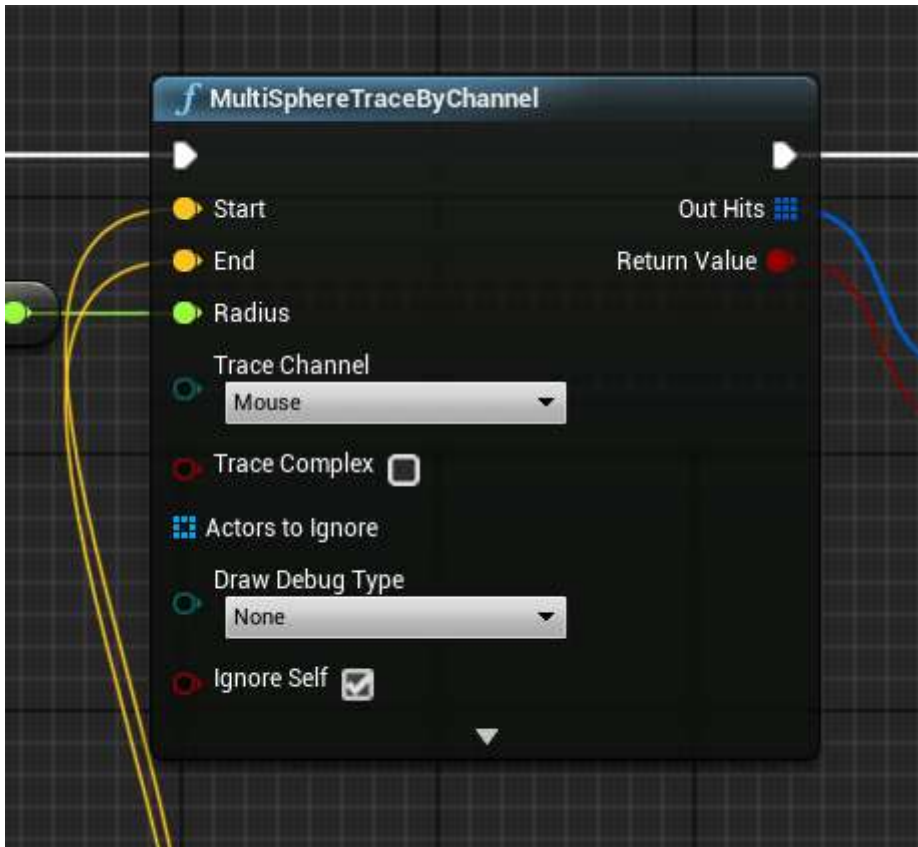 f MultiSphereTraceByChannel
Start
Out Hits
End
Return Value
Radius
Trace Channel
Mouse
Trace Complex
Actors to Ignore
Draw Debug Type
None
Ignore Self